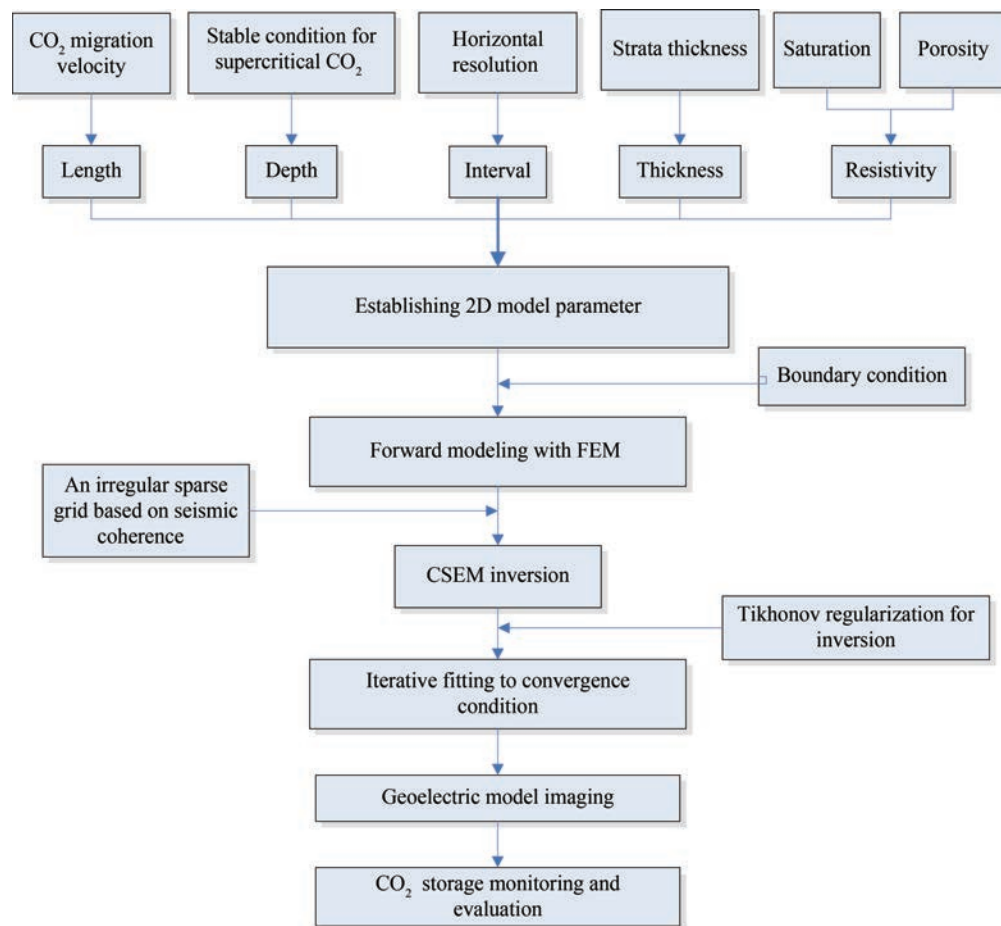 CO₂ migration
velocity
Stable condition for
supercritical CO₂
Horizontal
resolution
Strata thickness
Saturation
Porosity
Length
Depth
Interval
Thickness
Resistivity
Establishing 2D model parameter
Boundary condition
Forward modeling with FEM
An irregular sparse
grid based on seismic
coherence
CSEM inversion
Tikhonov regularization for
inversion
Iterative fitting to convergence
condition
Geoelectric model imaging
CO₂ storage monitoring and
evaluation